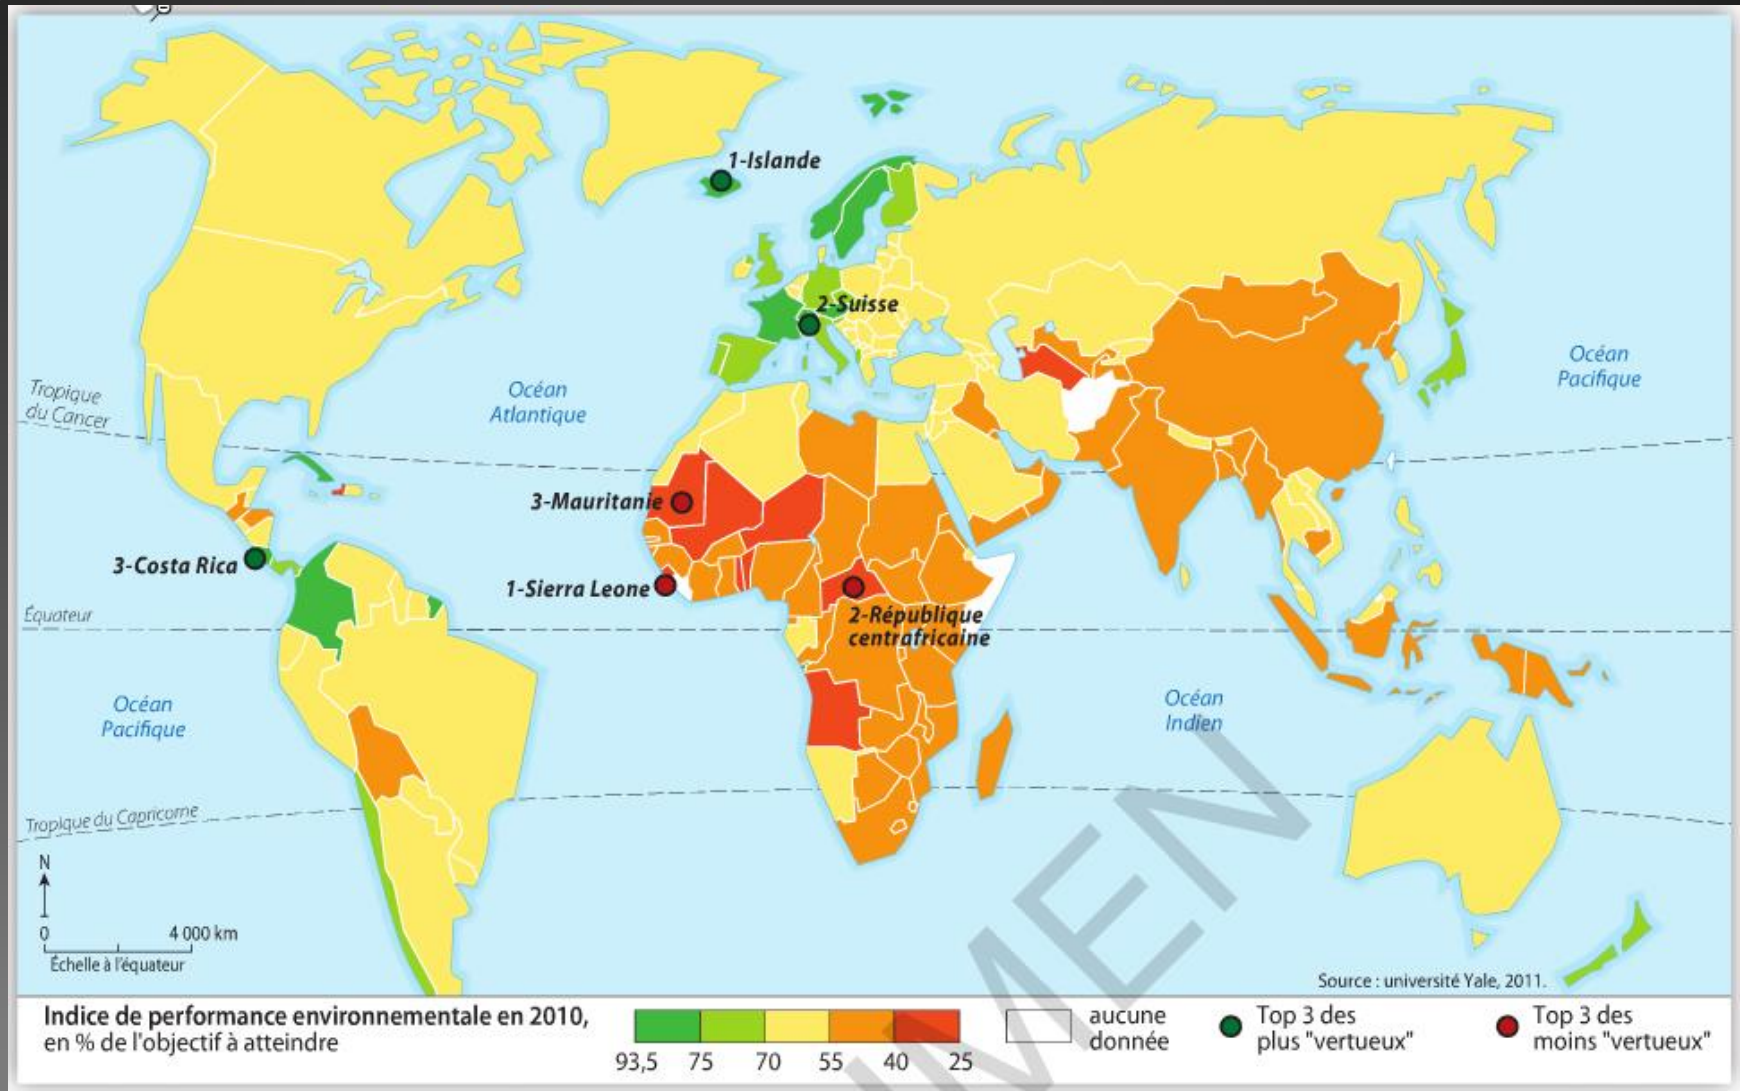 1-Islande
2-Suisse
Océan
Pacifique
Océan
Atlantique
Tropique
du Cancer
3-Mauritanie
3-Costa Rica
1-Sierra Leone
2-République
centrafricaine
Équateur
Océan
Pacifique
Océan
Indien
Tropique du Capricorne
N
0
4 000 km
Échelle à l'équateur
Source : université Yale, 2011.
Indice de performance environnementale en 2010,
en % de l'objectif à atteindre
93,5 75 70 55 40 25
aucune
donnée
Top 3 des
plus "vertueux"
Top 3 des
moins "vertueux"
IMEN